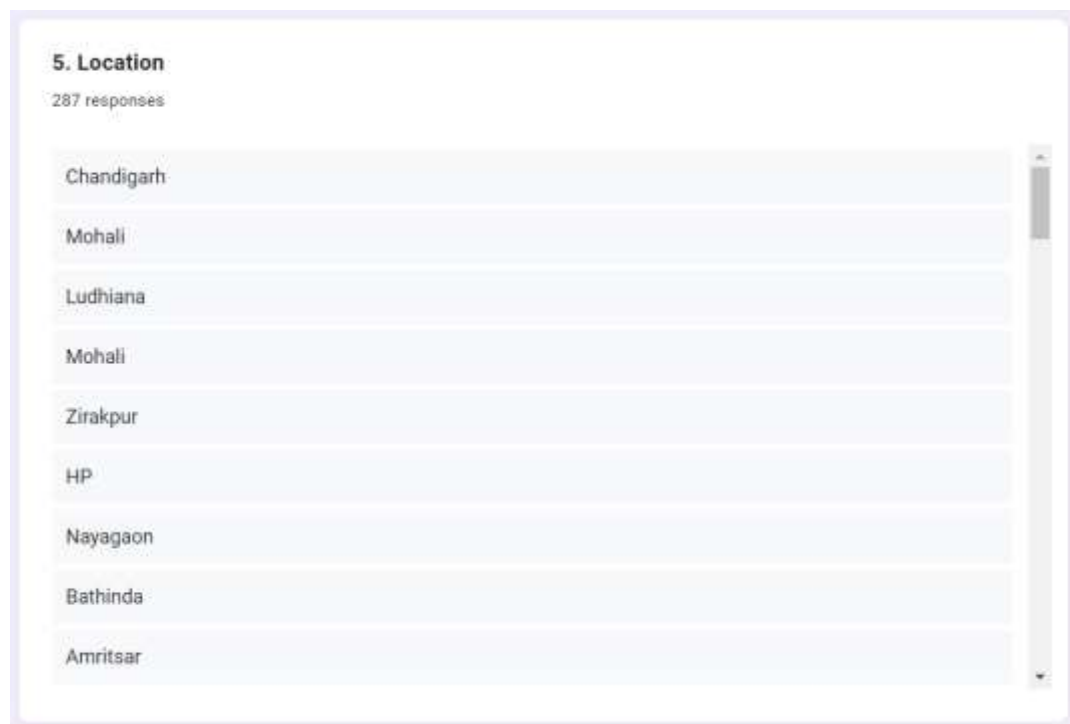 5. Location
287 responses
Chandigarh
Mohali
Ludhiana
Mohali
Zirakpur
HP
Nayagaon
Bathinda
Amritsar